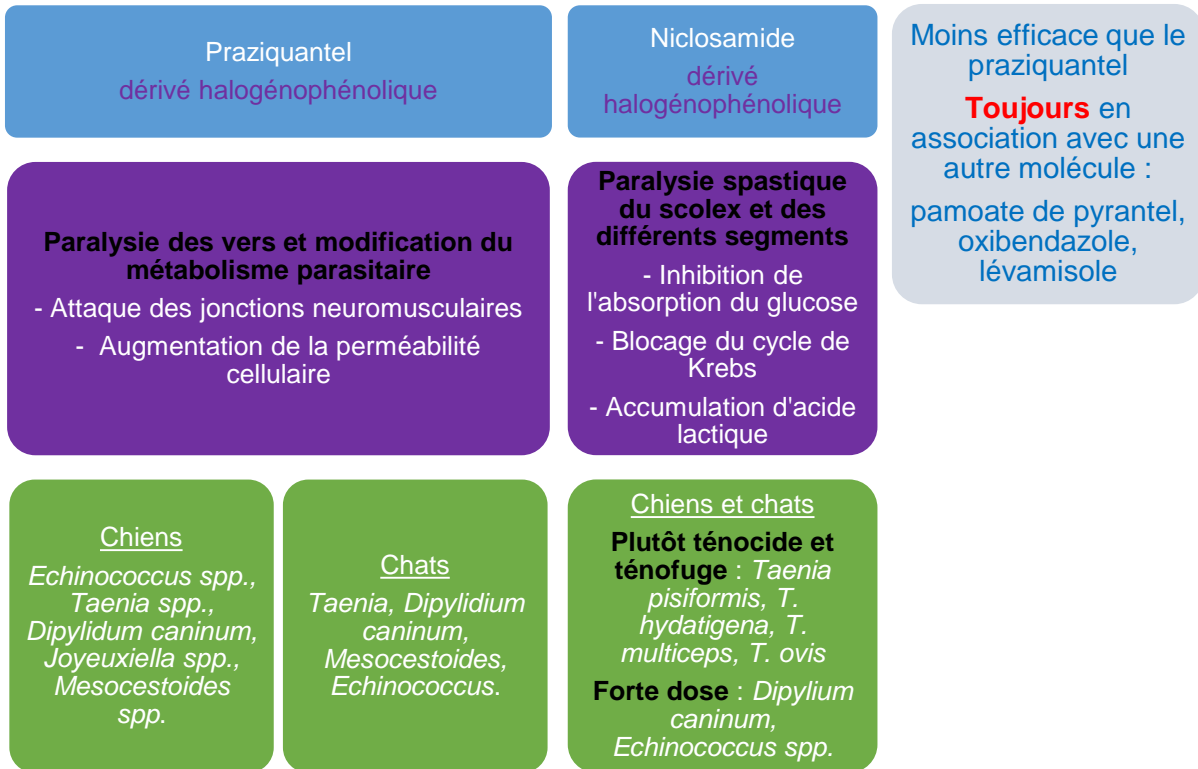 Praziquantel
dérivé halogénophénolique
Niclosamide
dérivé
halogénophénolique
Moins efficace que le
praziquantel
Toujours en
association avec une
autre molécule :
pamoate de pyrantel,
oxibendazole,
lévamisole
Paralysie des vers et modification du
métabolisme parasitaire
- Attaque des jonctions neuromusculaires
- Augmentation de la perméabilité
cellulaire
Paralysie spastique
du scolex et des
différents segments
- Inhibition de
l'absorption du glucose
- Blocage du cycle de
Krebs
- Accumulation d'acide
lactique
Chiens
Echinococcus spp.,
Taenia spp.,
Dipylidum caninum,
Joyeuxiella spp.,
Mesocestoides
spp.
Chats
Taenia, Dipylidium
caninum,
Mesocestoides,
Echinococcus.
Chiens et chats
Plutôt ténocide et
ténofuge : Taenia
pisiformis, T.
hydatigena, T.
multiceps, T. ovis
Forte dose : Dipylium
caninum,
Echinococcus spp.